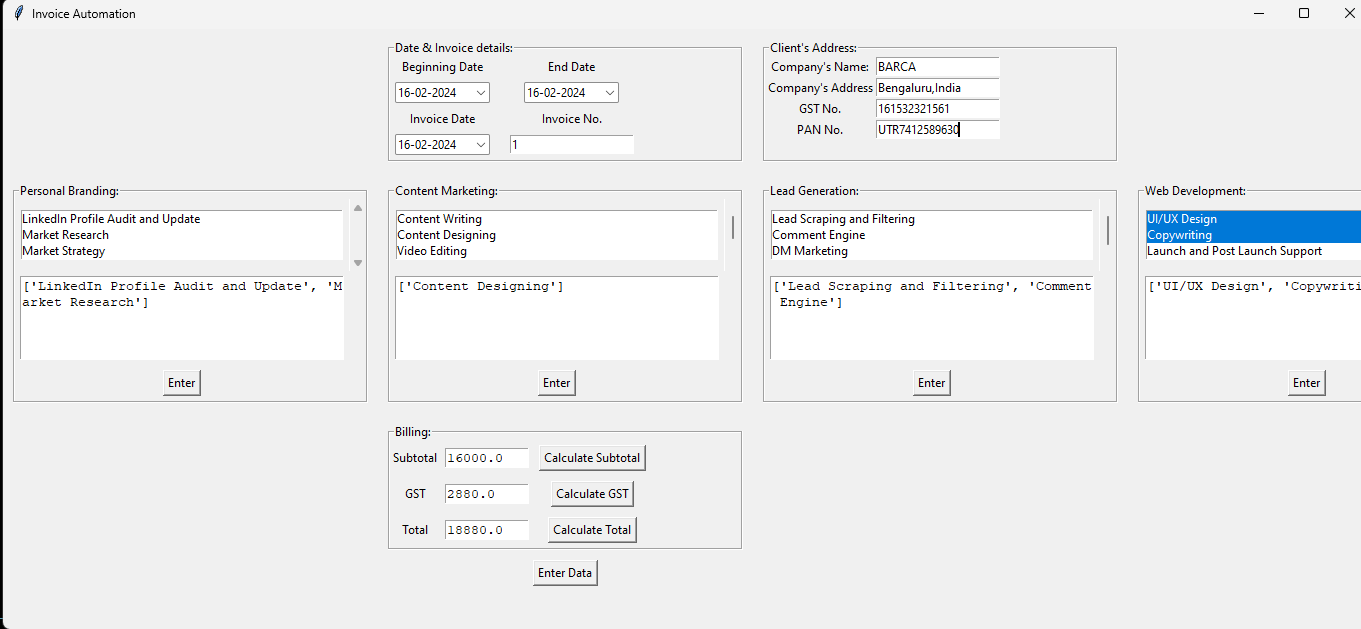 Invoice Automation
Date & Invoice details:
Beginning Date
End Date
16-02-2024
16-02-2024
Invoice Date
Invoice No.
16-02-2024
1
Client's Address:
Company's Name: BARCA
Company's Address Bengaluru,India
GST No. 161532321561
PAN No. UTR7412589630
Personal Branding:
LinkedIn Profile Audit and Update
Market Research
Market Strategy
['LinkedIn Profile Audit and Update', 'M
arket Research']
Enter
Content Marketing:
Content Writing
Content Designing
Video Editing
['Content Designing']
Enter
Lead Generation:
Lead Scraping and Filtering
Comment Engine
DM Marketing
['Lead Scraping and Filtering', 'Comment
Engine']
Enter
Web Development:
UI/UX Design
Copywriting
Launch and Post Launch Support
['UI/UX Design', 'Copywriti
Enter
Billing:
Subtotal 16000.0 Calculate Subtotal
GST 2880.0 Calculate GST
Total 18880.0 Calculate Total
Enter Data